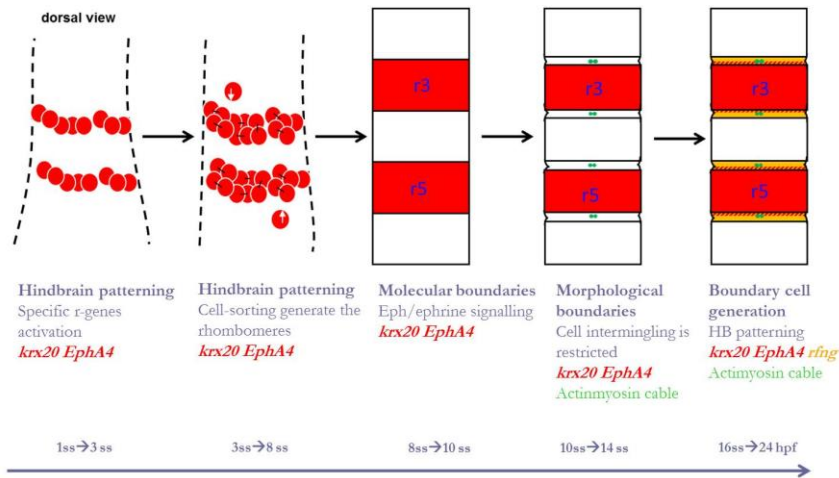 dorsal view
r3
r5
r3
r5
r3
r5
Hindbrain patterning
Specific r-genes
activation
krx20 EphA4
Hindbrain patterning
Cell-sorting generate the
rhombomeres
krx20 EphA4
Molecular boundaries
Eph/ephrine signalling
krx20 EphA4
Morphological
boundaries
Cell intermingling is
restricted
krx20 EphA4
Actinmyosin cable
Boundary cell
generation
HB patterning
krx20 EphA4 rfng
Actimyosin cable
1ss→3 ss
3ss→8 ss
8ss→10 ss
10ss→14 ss
16ss→24 hpf